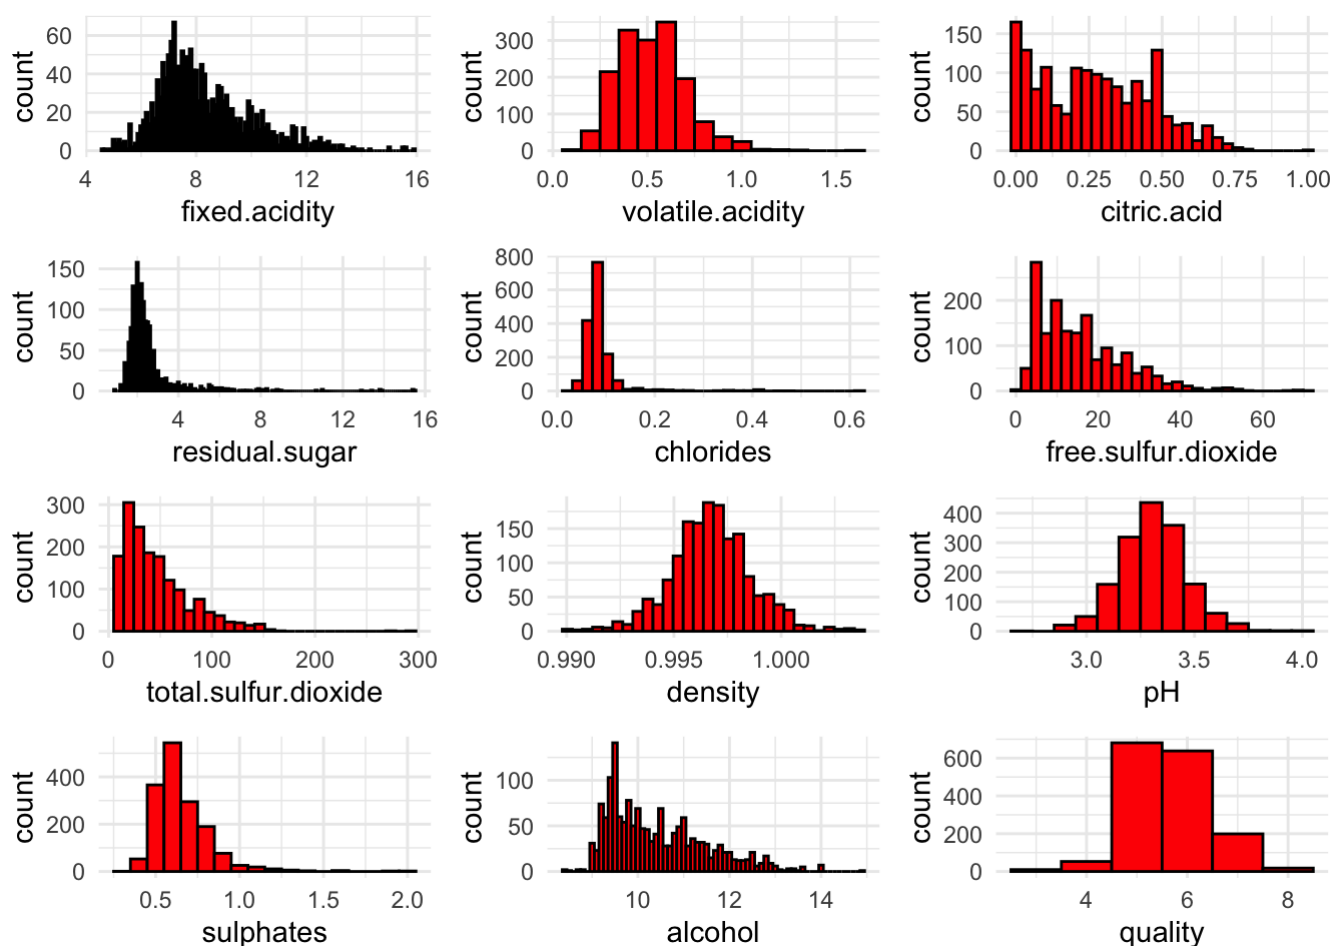 count
60
40
20
0
4 8 12 16
fixed.acidity
count
300
200
100
0
0.0 0.5 1.0 1.5
volatile.acidity
count
150
100
50
0
0.00 0.25 0.50 0.75 1.00
citric.acid
count
150
100
50
0
4 8 12 16
residual.sugar
count
800
600
400
200
0
0.0 0.2 0.4 0.6
chlorides
count
200
100
0
0 20 40 60
free.sulfur.dioxide
count
300
200
100
0
0 100 200 300
total.sulfur.dioxide
count
150
100
50
0
0.990 0.995 1.000
density
count
400
300
200
100
0
3.0 3.5 4.0
pH
count
400
200
0
0.5 1.0 1.5 2.0
sulphates
count
100
50
0
10 12 14
alcohol
count
600
400
200
0
4 6 8
quality